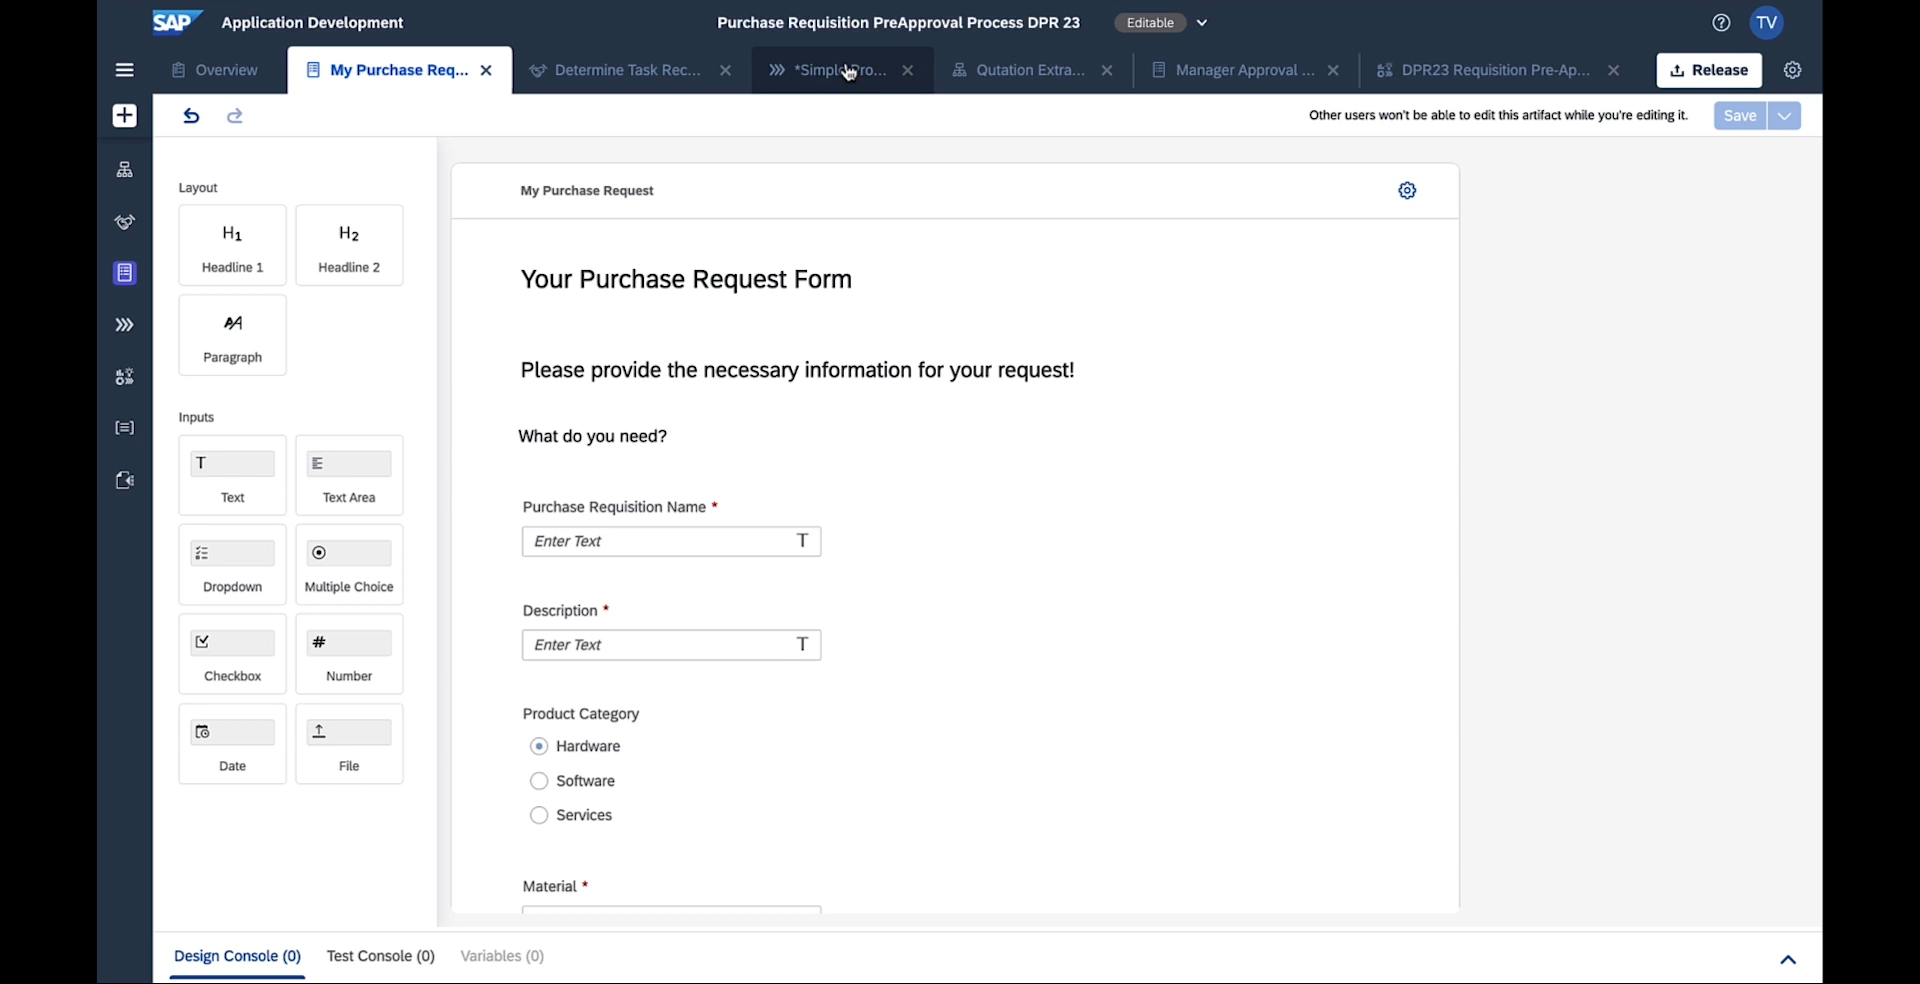 SAP Application Development Purchase Requisition PreApproval Process DPR 23 Editable TV
Overview My Purchase Req... Determine Task Rec... *Simple Pro... Qutation Extra... Manager Approval ... DPR23 Requisition Pre-Ap... Release
Other users won't be able to edit this artifact while you're editing it. Save
Layout
H1 H2
Headline 1 Headline 2
Paragraph
Inputs
T
Text Text Area
Dropdown Multiple Choice
#
Checkbox Number
Date File
My Purchase Request
Your Purchase Request Form
Please provide the necessary information for your request!
What do you need?
Purchase Requisition Name *
Enter Text T
Description *
Enter Text T
Product Category
Hardware
Software
Services
Material *
Design Console (0) Test Console (0) Variables (0)